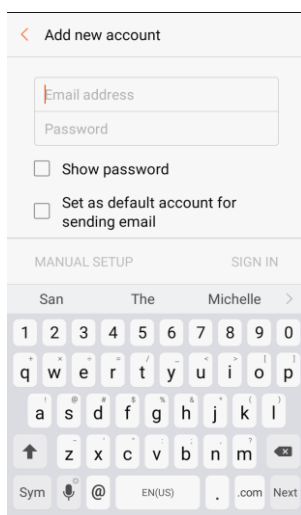 Add new account
Email address
Password
Show password
Set as default account for
sending email
MANUAL SETUP SIGN IN
San The Michelle
1 2 3 4 5 6 7 8 9 0
q w e r t y u i o p
a s d f g h j k l
z x c v b n m
Sym @ EN(US) . .com Next